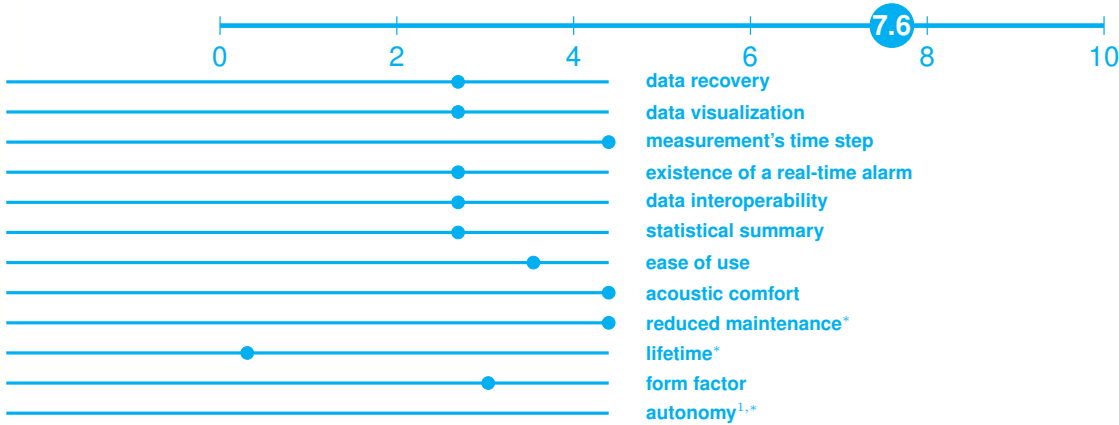 7.6
0 2 4 6 8 10
data recovery
data visualization
measurement's time step
existence of a real-time alarm
data interoperability
statistical summary
ease of use
acoustic comfort
reduced maintenance*
lifetime*
form factor
autonomy1,*